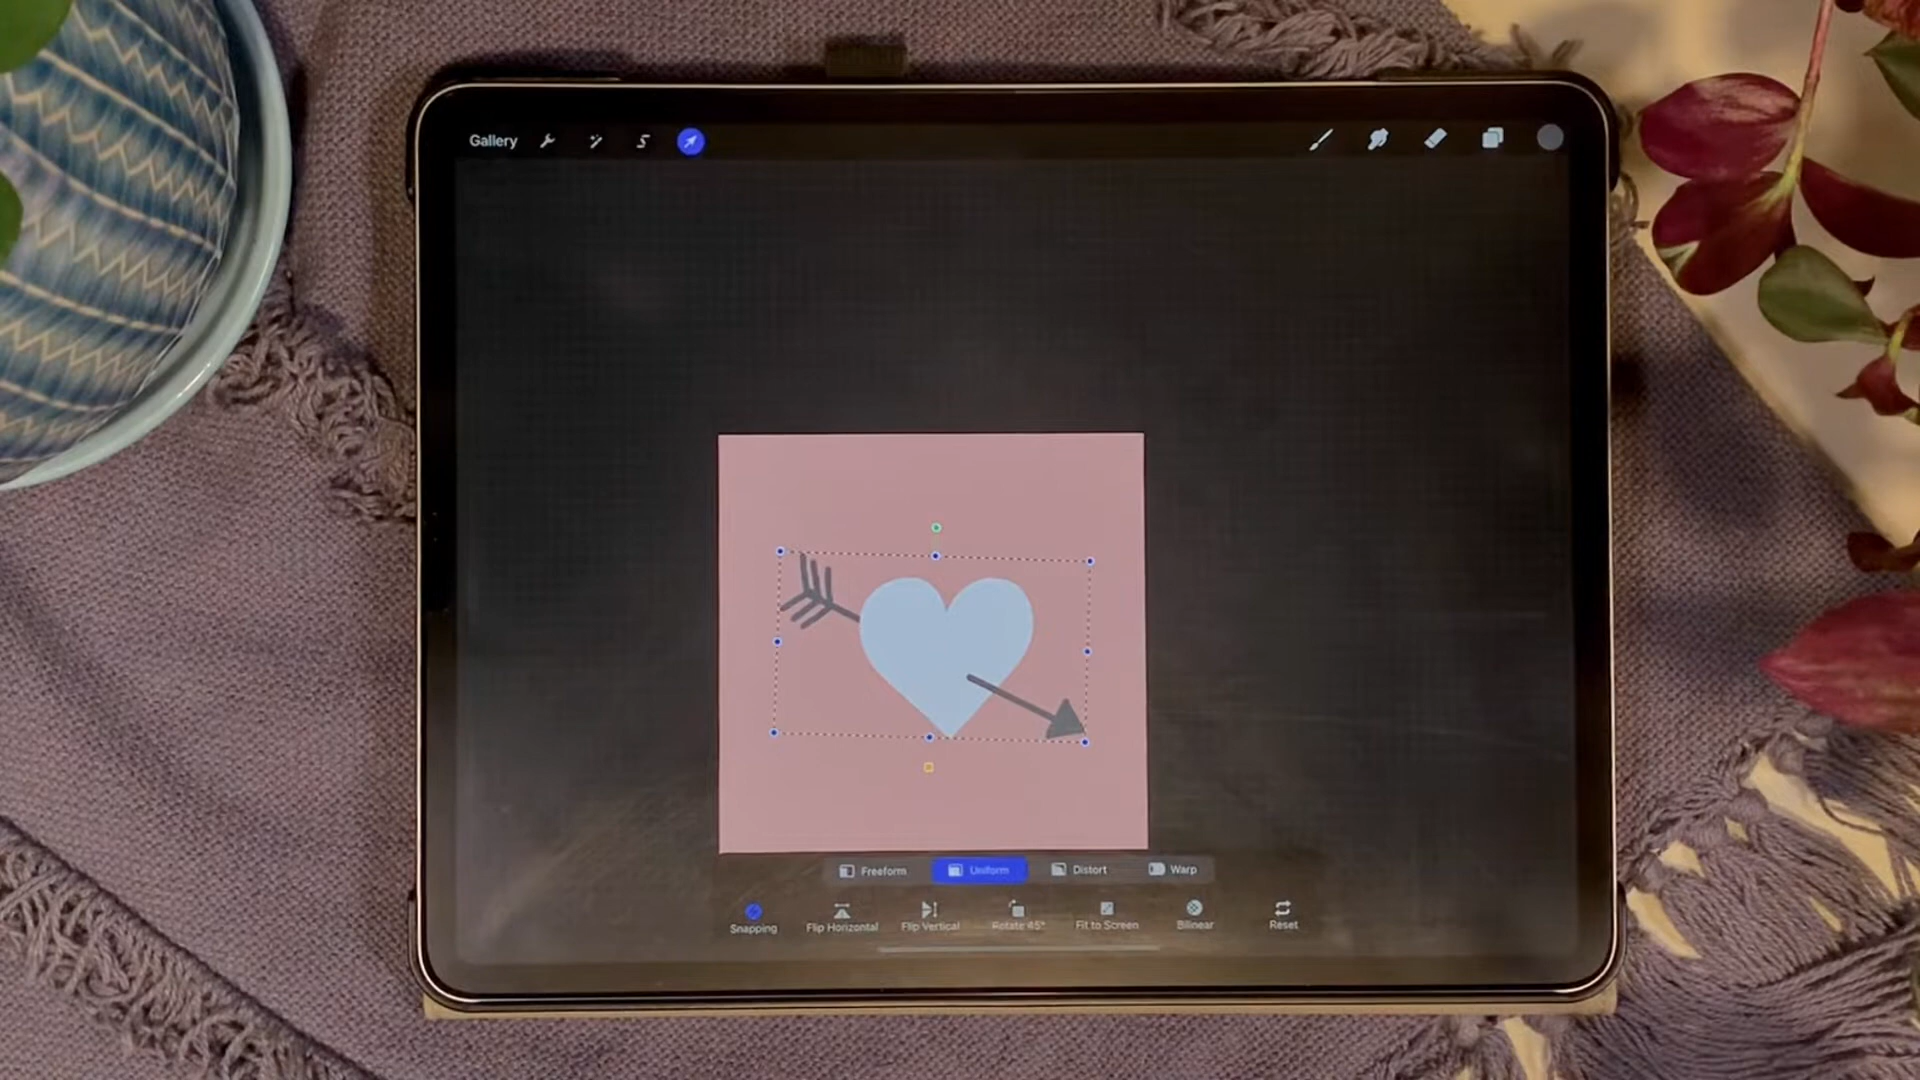 Gallery
Freeform Uniform Distort Warp
Snapping Flip Horizontal Flip Vertical Rotate 45° Fit to Screen Bilinear Reset